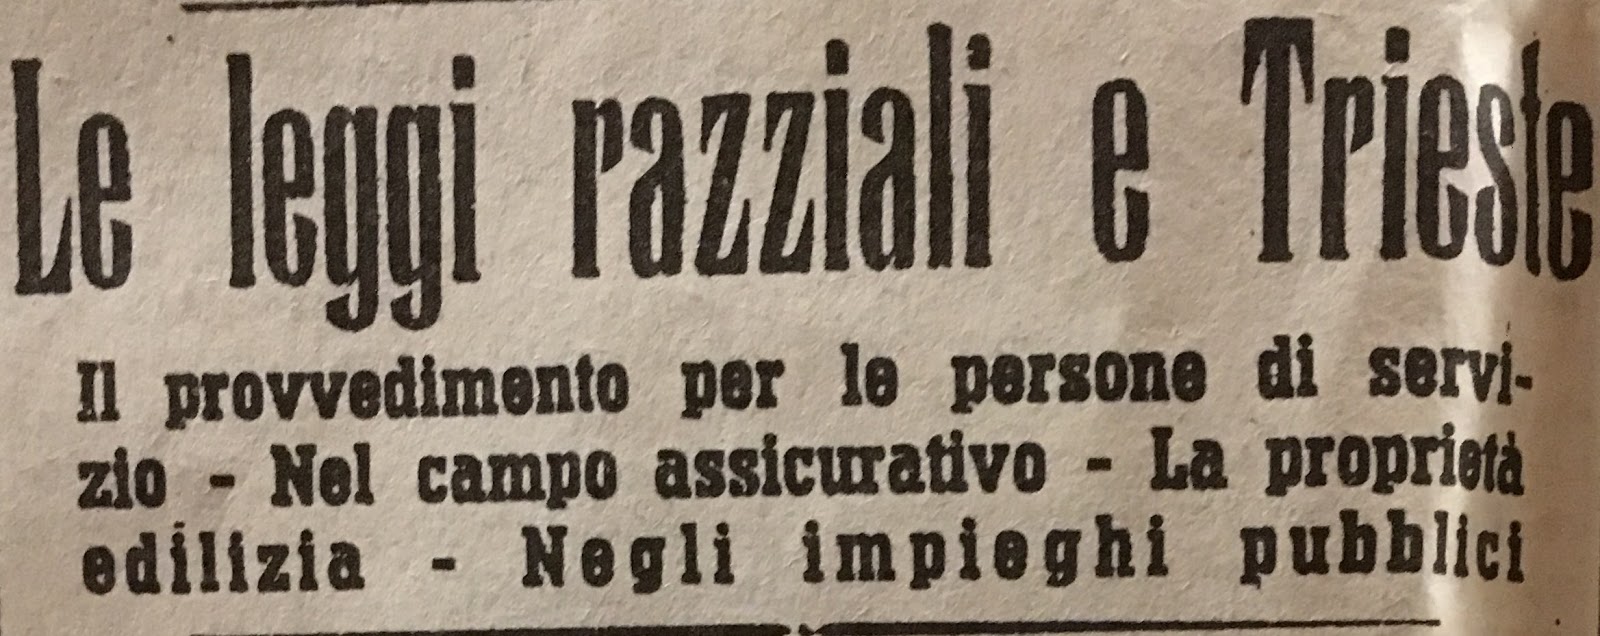 Le leggi razziali e Trieste
Il provvedimento per le persone di servi-
zio - Nel campo assicurativo - La proprietà
edilizia - Negli impieghi pubblici